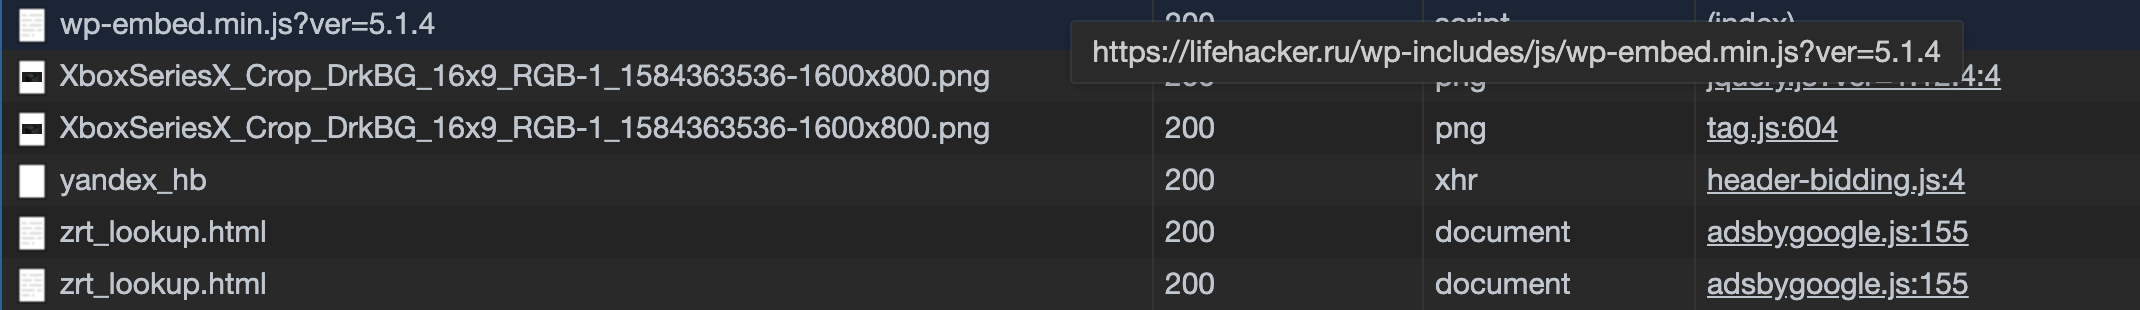 wp-embed.min.js?ver=5.1.4 200 script (index)
https://lifehacker.ru/wp-includes/js/wp-embed.min.js?ver=5.1.4
XboxSeriesX_Crop_DrkBG_16x9_RGB-1_1584363536-1600x800.png 200 png jquery.js?ver=1.12.4:4
XboxSeriesX_Crop_DrkBG_16x9_RGB-1_1584363536-1600x800.png 200 png tag.js:604
yandex_hb 200 xhr header-bidding.js:4
zrt_lookup.html 200 document adsbygoogle.js:155
zrt_lookup.html 200 document adsbygoogle.js:155